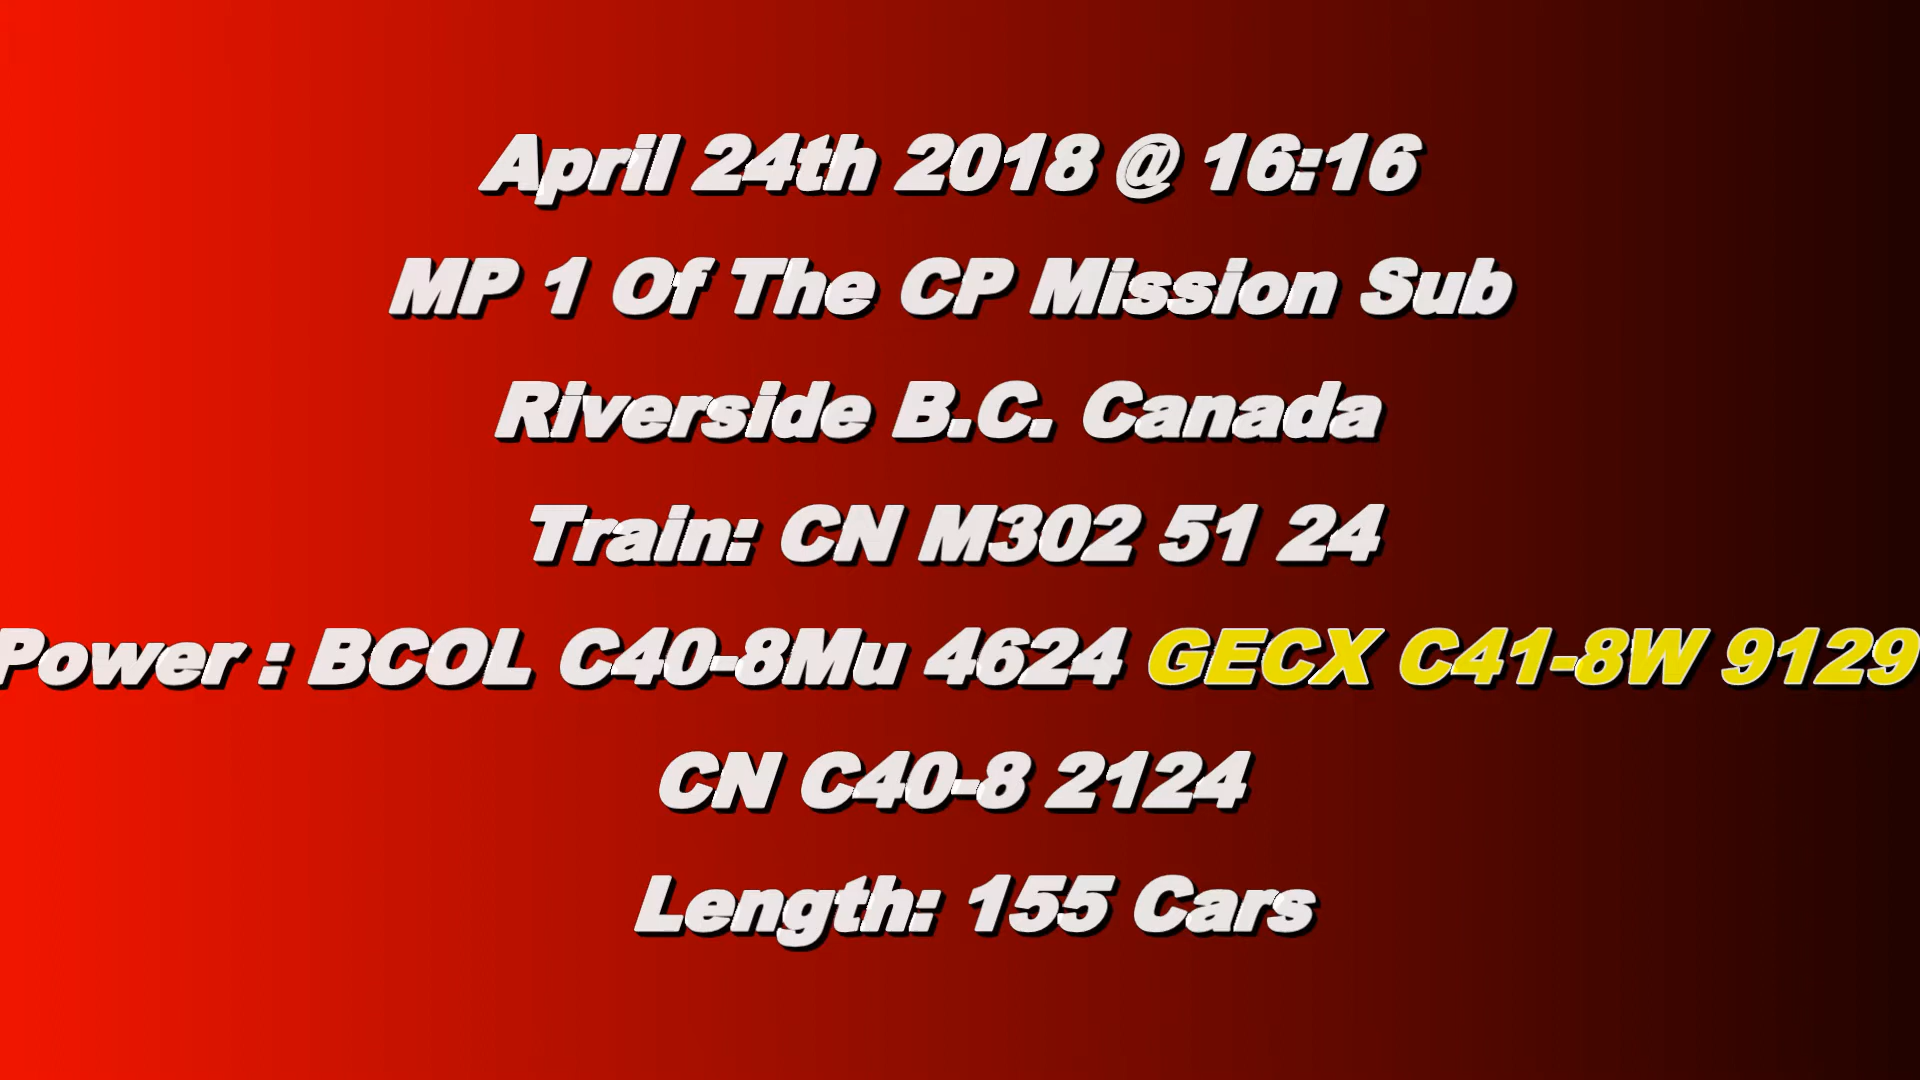 April 24th 2018 @ 16:16
MP 1 Of The CP Mission Sub
Riverside B.C. Canada
Train: CN M302 51 24
Power : BCOL C40-8Mu 4624 GECX C41-8W 9129
CN C40-8 2124
Length: 155 Cars